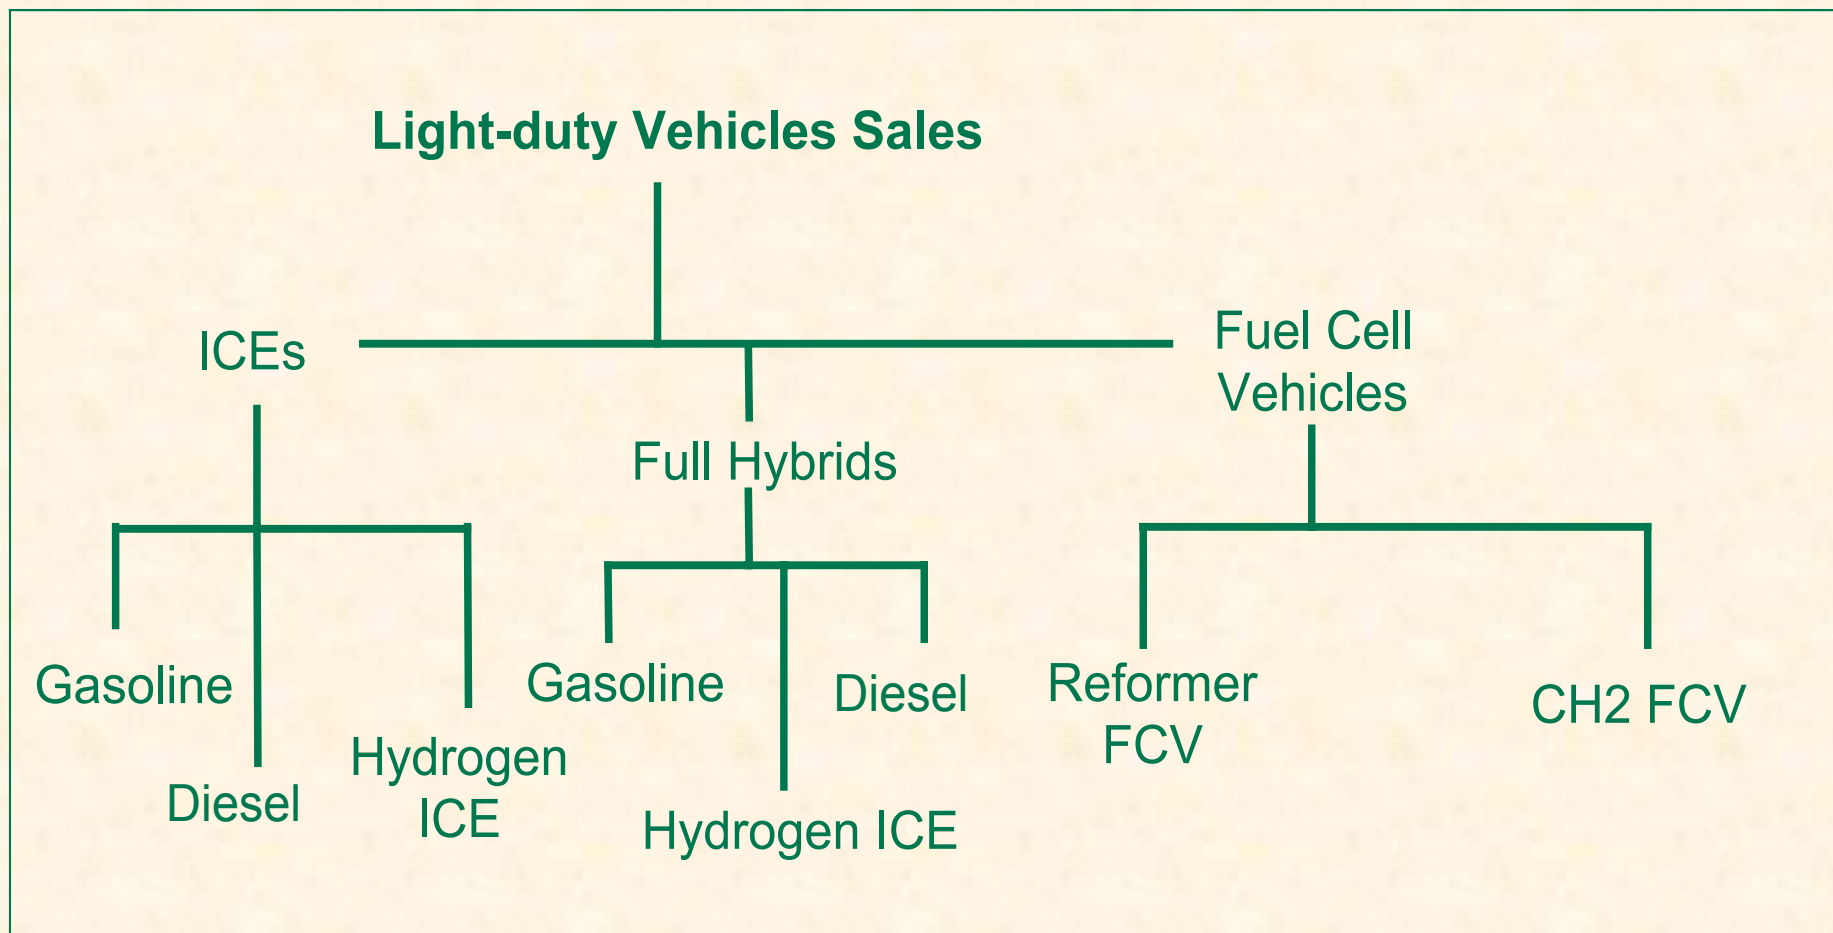 Light-duty Vehicles Sales
ICEs
Fuel Cell
Vehicles
Full Hybrids
Gasoline
Diesel
Hydrogen
ICE
Gasoline
Hydrogen ICE
Diesel
Reformer
FCV
CH2 FCV